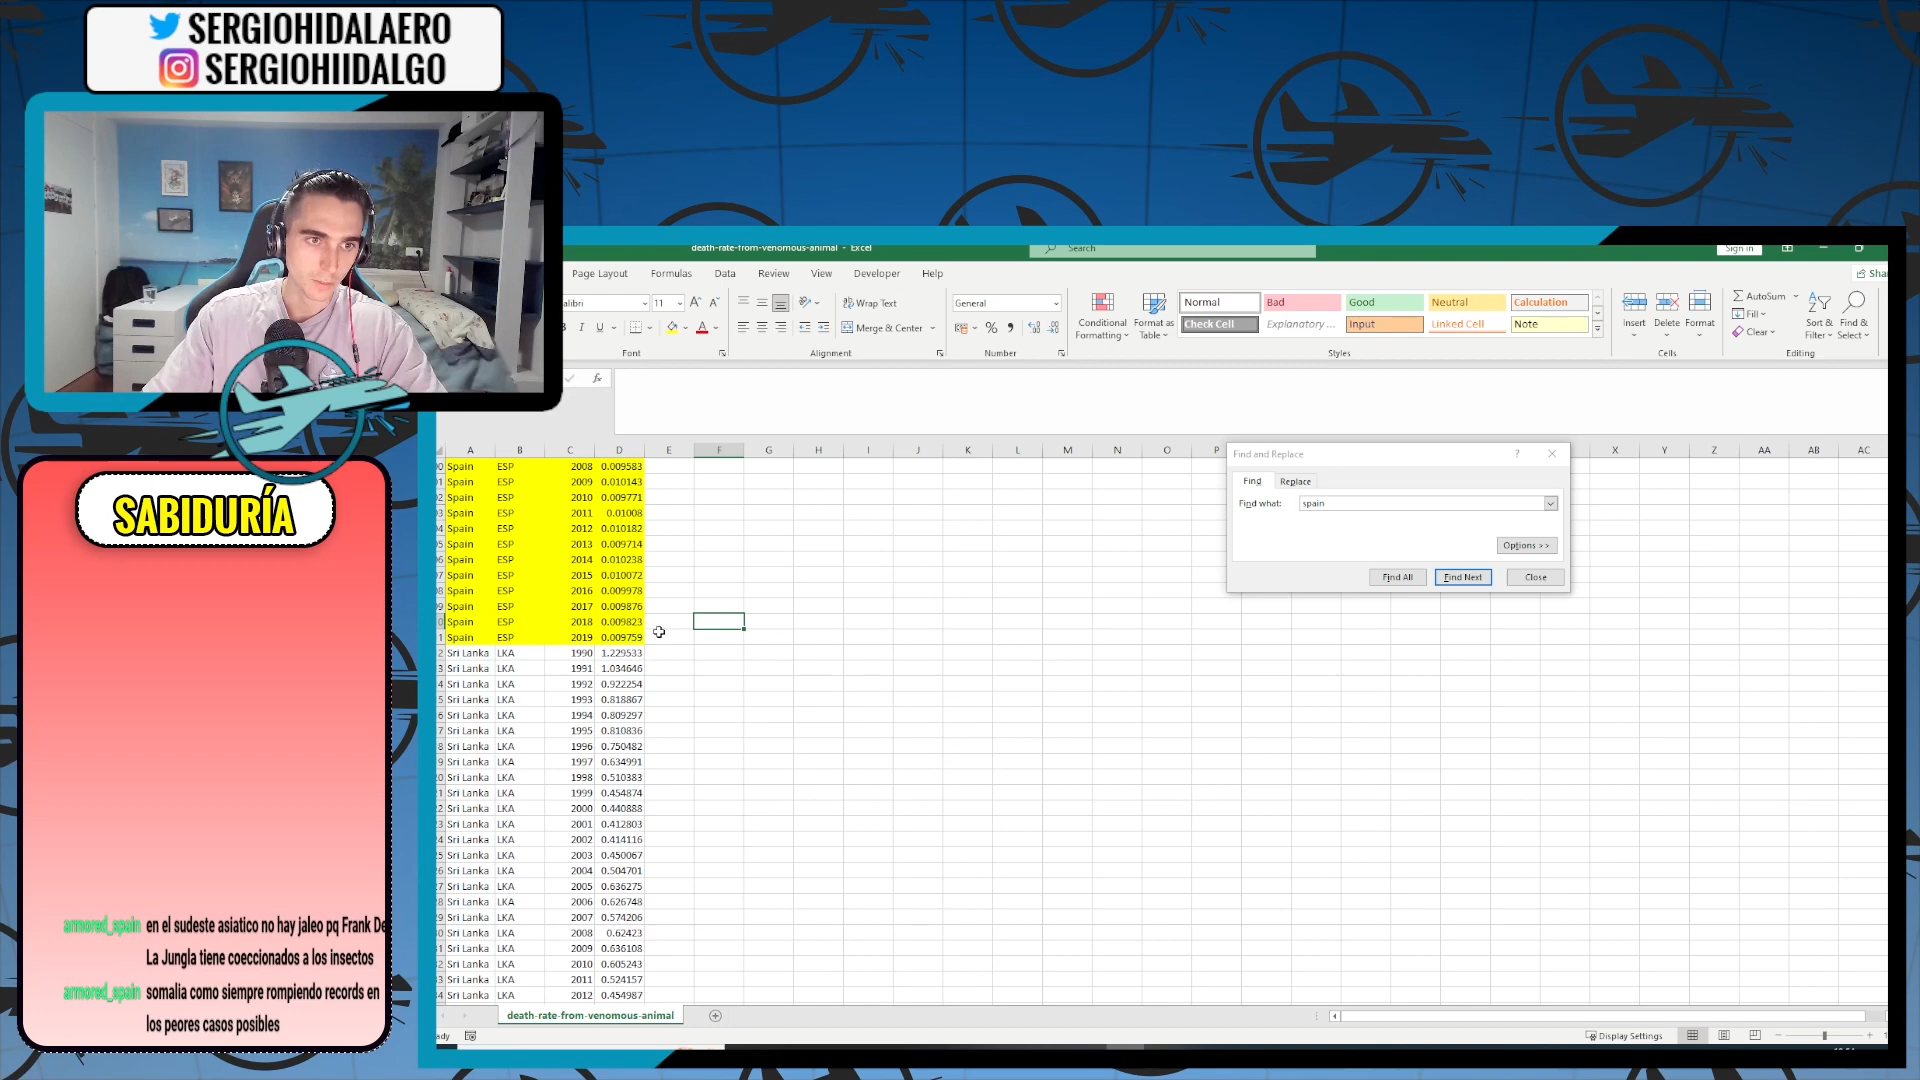 SERGIOHIDALAERO
SERGIOHIIDALGO
SABIDURÍA
armored_spain en el sudeste asiatico no hay jaleo pq Frank De
La Jungla tiene coeccionados a los insectos
armored_spain somalia como siempre rompiendo records en
los peores casos posibles
death-rate-from-venomous-animal - Excel
Search
Sign in
Page Layout Formulas Data Review View Developer Help
Wrap Text
Merge & Center
General
Conditional Formatting
Format as Table
Normal Bad Good Neutral Calculation
Check Cell Explanatory ... Input Linked Cell Note
Insert Delete Format
AutoSum
Fill
Clear
Sort & Filter
Find & Select
Font Alignment Number Styles Cells Editing
A B C D E F G H I J K L M N O P X Y Z AA AB AC
Spain ESP 2008 0.009583
Spain ESP 2009 0.010143
Spain ESP 2010 0.009771
Spain ESP 2011 0.01008
Spain ESP 2012 0.010182
Spain ESP 2013 0.009714
Spain ESP 2014 0.010238
Spain ESP 2015 0.010072
Spain ESP 2016 0.009978
Spain ESP 2017 0.009876
Spain ESP 2018 0.009823
Spain ESP 2019 0.009759
Sri Lanka LKA 1990 1.229533
Sri Lanka LKA 1991 1.034646
Sri Lanka LKA 1992 0.922254
Sri Lanka LKA 1993 0.818867
Sri Lanka LKA 1994 0.809297
Sri Lanka LKA 1995 0.810836
Sri Lanka LKA 1996 0.750482
Sri Lanka LKA 1997 0.634991
Sri Lanka LKA 1998 0.510383
Sri Lanka LKA 1999 0.454874
Sri Lanka LKA 2000 0.440888
Sri Lanka LKA 2001 0.412803
Sri Lanka LKA 2002 0.414116
Sri Lanka LKA 2003 0.450067
Sri Lanka LKA 2004 0.504701
Sri Lanka LKA 2005 0.636275
Sri Lanka LKA 2006 0.626748
Sri Lanka LKA 2007 0.574206
Sri Lanka LKA 2008 0.62423
Sri Lanka LKA 2009 0.636108
Sri Lanka LKA 2010 0.605243
Sri Lanka LKA 2011 0.524157
Sri Lanka LKA 2012 0.454987
Find and Replace
Find Replace
Find what: spain
Options >>
Find All Find Next Close
death-rate-from-venomous-animal
Display Settings